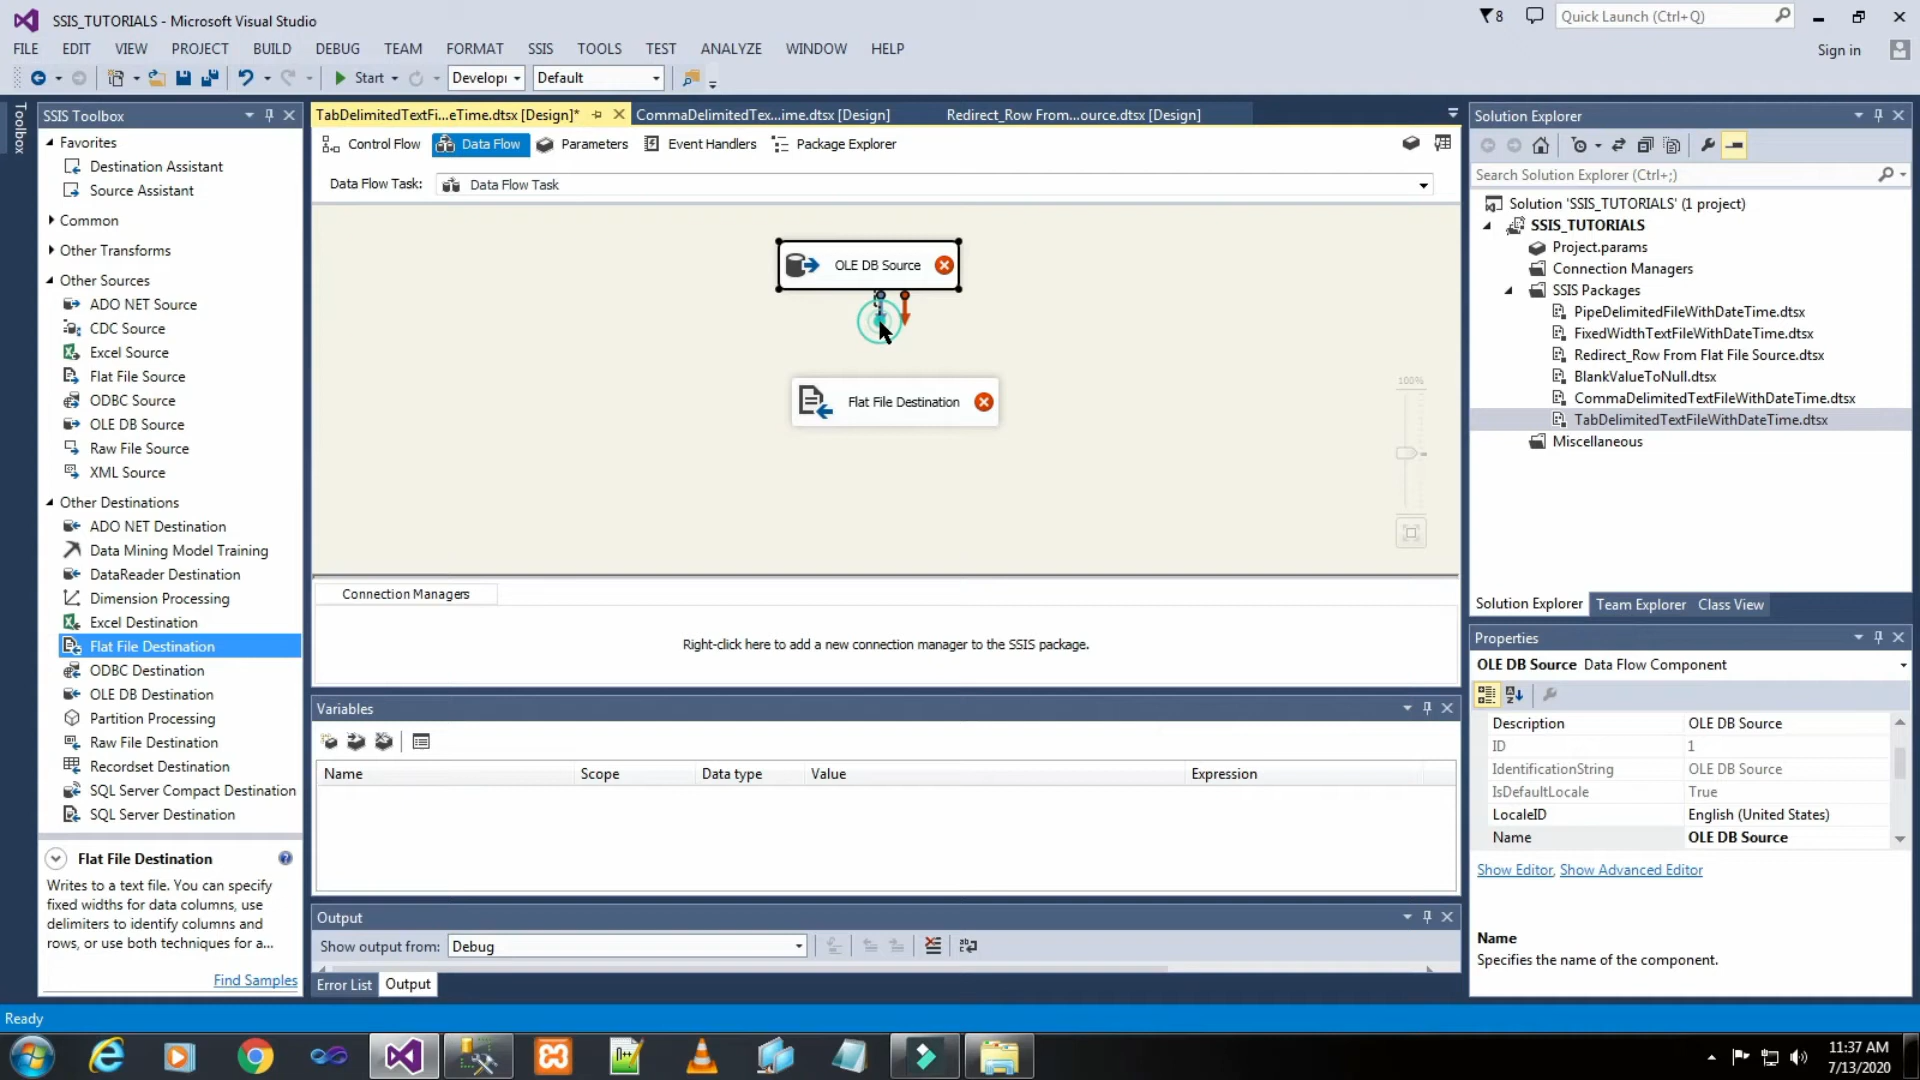 SSIS_TUTORIALS - Microsoft Visual Studio
8
Quick Launch (Ctrl+Q)
FILE EDIT VIEW PROJECT BUILD DEBUG TEAM FORMAT SSIS TOOLS TEST ANALYZE WINDOW HELP
Sign in
Start
Developi
Default
Toolbox
SSIS Toolbox
Favorites
Destination Assistant
Source Assistant
Common
Other Transforms
Other Sources
ADO NET Source
CDC Source
Excel Source
Flat File Source
ODBC Source
OLE DB Source
Raw File Source
XML Source
Other Destinations
ADO NET Destination
Data Mining Model Training
DataReader Destination
Dimension Processing
Excel Destination
Flat File Destination
ODBC Destination
OLE DB Destination
Partition Processing
Raw File Destination
Recordset Destination
SQL Server Compact Destination
SQL Server Destination
Flat File Destination
Writes to a text file. You can specify
fixed widths for data columns, use
delimiters to identify columns and
rows, or use both techniques for a...
Find Samples
TabDelimitedTextFi...eTime.dtsx [Design]*
CommaDelimitedTex...ime.dtsx [Design]
Redirect_Row From...ource.dtsx [Design]
Control Flow
Data Flow
Parameters
Event Handlers
Package Explorer
Data Flow Task:
Data Flow Task
OLE DB Source
Flat File Destination
100%
Connection Managers
Right-click here to add a new connection manager to the SSIS package.
Variables
Name Scope Data type Value Expression
Output
Show output from: Debug
Error List
Output
Solution Explorer
Search Solution Explorer (Ctrl+;)
Solution 'SSIS_TUTORIALS' (1 project)
SSIS_TUTORIALS
Project.params
Connection Managers
SSIS Packages
PipeDelimitedFileWithDateTime.dtsx
FixedWidthTextFileWithDateTime.dtsx
Redirect_Row From Flat File Source.dtsx
BlankValueToNull.dtsx
CommaDelimitedTextFileWithDateTime.dtsx
TabDelimitedTextFileWithDateTime.dtsx
Miscellaneous
Solution Explorer
Team Explorer
Class View
Properties
OLE DB Source Data Flow Component
Description OLE DB Source
ID 1
IdentificationString OLE DB Source
IsDefaultLocale True
LocaleID English (United States)
Name OLE DB Source
Show Editor, Show Advanced Editor
Name
Specifies the name of the component.
Ready
11:37 AM
7/13/2020